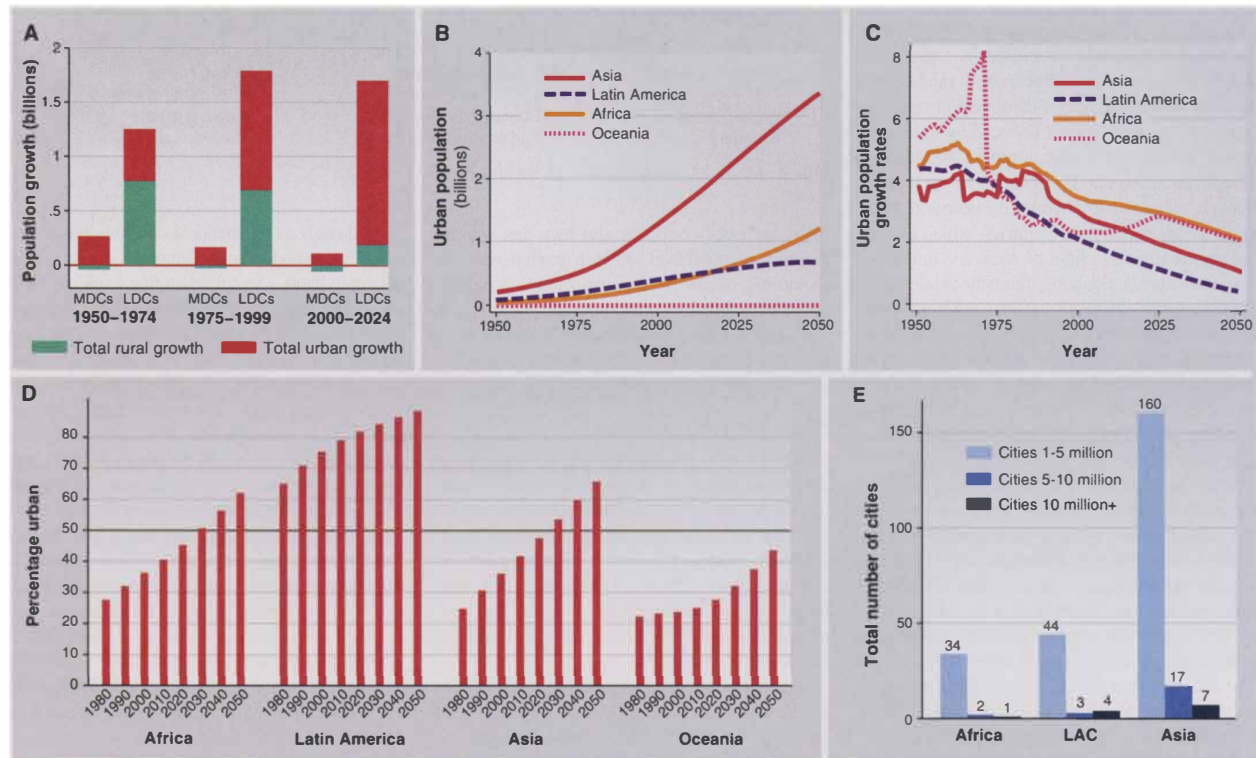 A
Population growth (billions)
2
1.5
1
.5
0
MDCs LDCs MDCs LDCs MDCs LDCs
1950–1974 1975–1999 2000–2024
Total rural growth Total urban growth
B
Urban population
(billions)
4
3
2
1
0
Asia
Latin America
Africa
Oceania
1950 1975 2000 2025 2050
Year
C
Urban population
growth rates
8
6
4
2
0
Asia
Latin America
Africa
Oceania
1950 1975 2000 2025 2050
Year
D
Percentage urban
80
70
60
50
40
30
20
10
0
1980 1990 2000 2010 2020 2030 2040 2050
1980 1990 2000 2010 2020 2030 2040 2050
1980 1990 2000 2010 2020 2030 2040 2050
1980 1990 2000 2010 2020 2030 2040 2050
Africa Latin America Asia Oceania
E
Total number of cities
150
100
50
0
Cities 1-5 million
Cities 5-10 million
Cities 10 million+
34 2 1
44 3 4
160 17 7
Africa LAC Asia